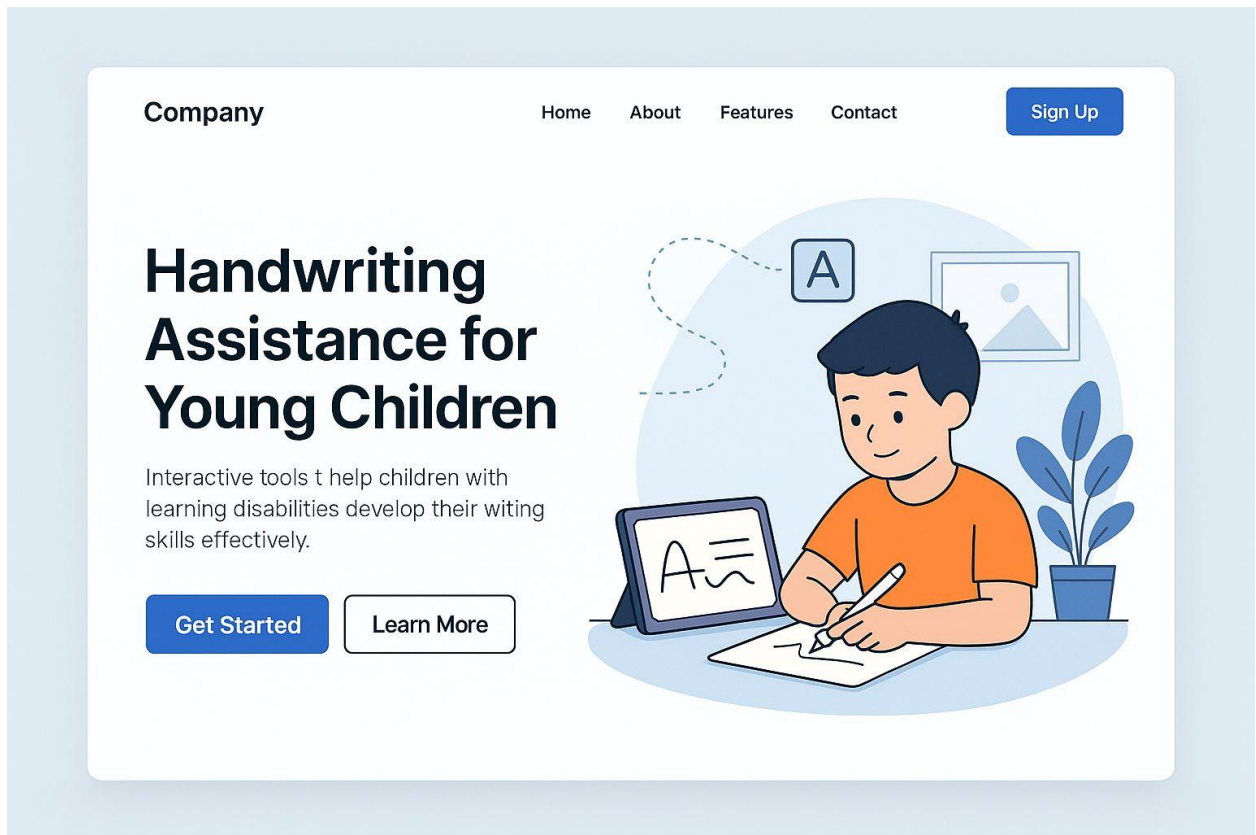 Company
Home About Features Contact Sign Up
A
Handwriting
Assistance for
Young Children
Interactive tools t help children with
learning disabilities develop their witing
skills effectively.
A
Get Started Learn More